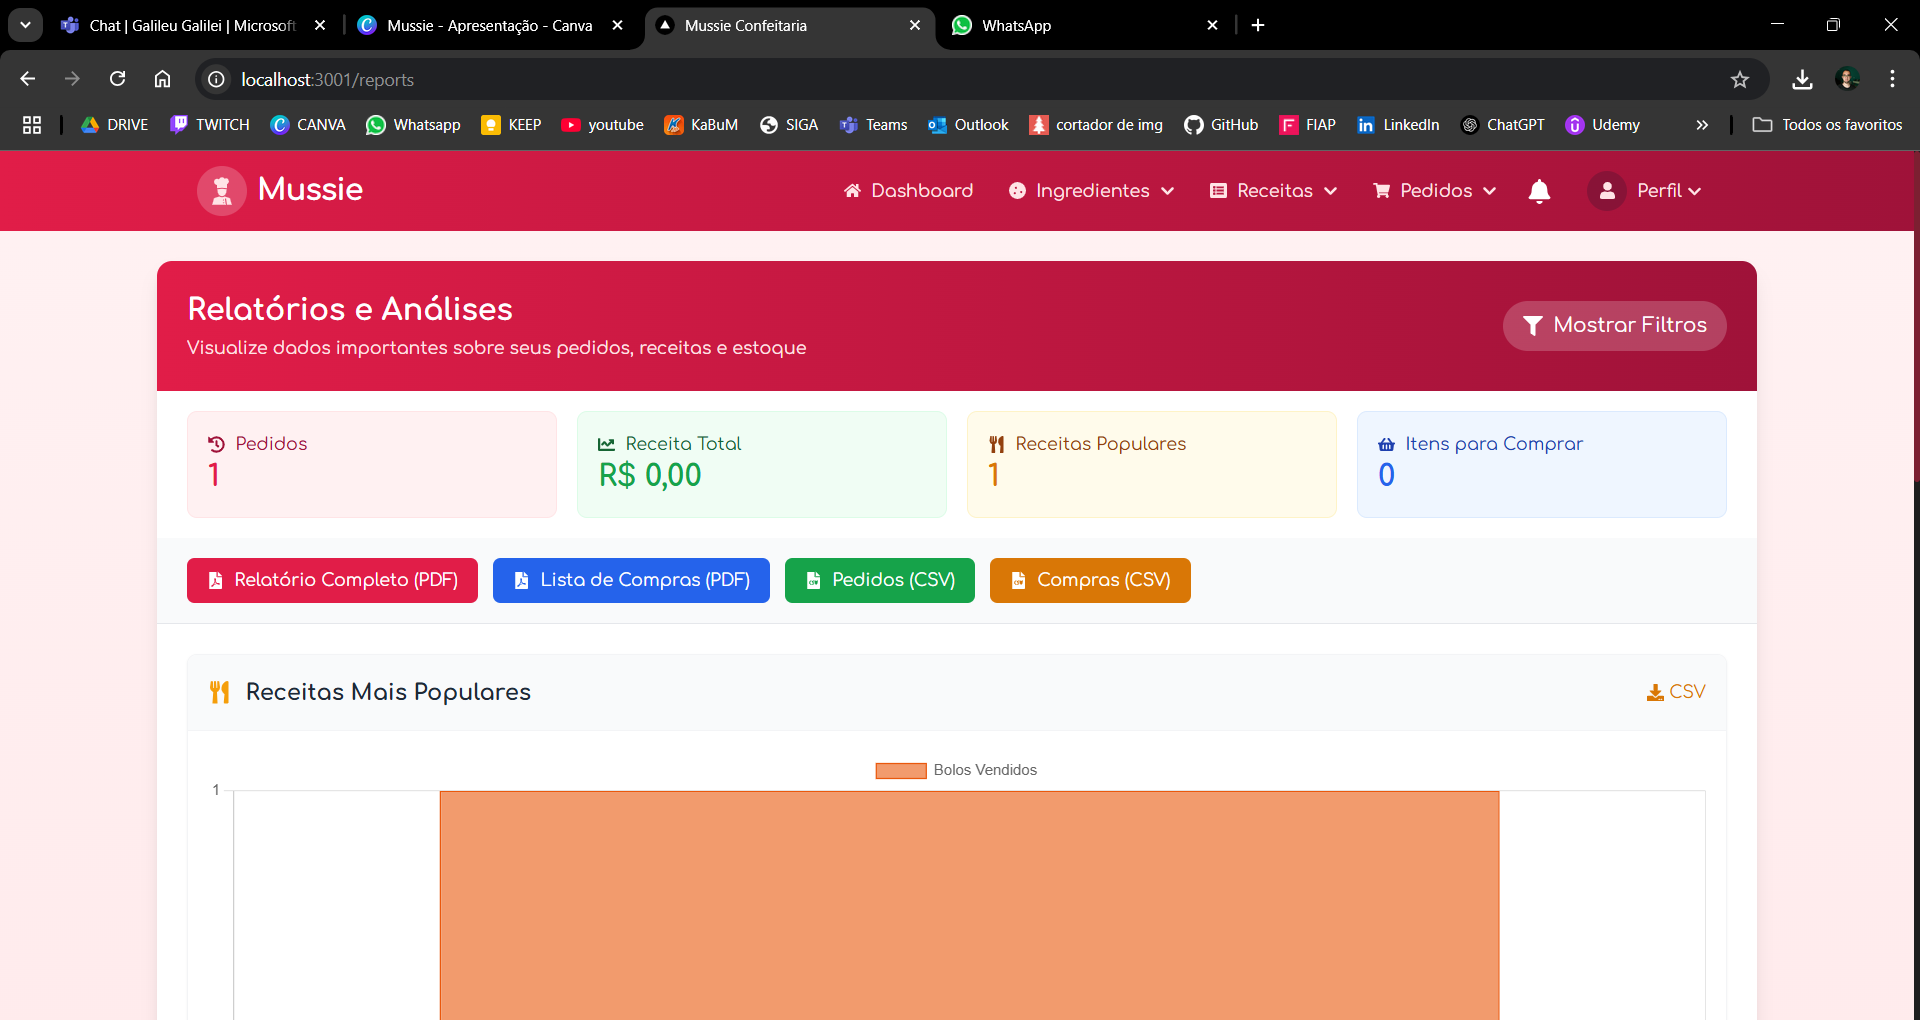 Chat | Galileu Galilei | Microsoft
Mussie - Apresentação - Canva
Mussie Confeitaria
WhatsApp
localhost:3001/reports
DRIVE
TWITCH
CANVA
Whatsapp
KEEP
youtube
KaBuM
SIGA
Teams
Outlook
cortador de img
GitHub
FIAP
LinkedIn
ChatGPT
Udemy
Todos os favoritos
Mussie
Dashboard
Ingredientes
Receitas
Pedidos
Perfil
Relatórios e Análises
Visualize dados importantes sobre seus pedidos, receitas e estoque
Mostrar Filtros
Pedidos
1
Receita Total
R$ 0,00
Receitas Populares
1
Itens para Comprar
0
Relatório Completo (PDF)
Lista de Compras (PDF)
Pedidos (CSV)
Compras (CSV)
Receitas Mais Populares
CSV
Bolos Vendidos
1